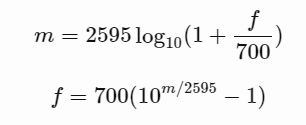 m = 2595 log₁₀(1 + f/700)
f = 700(10^{m/2595} − 1)